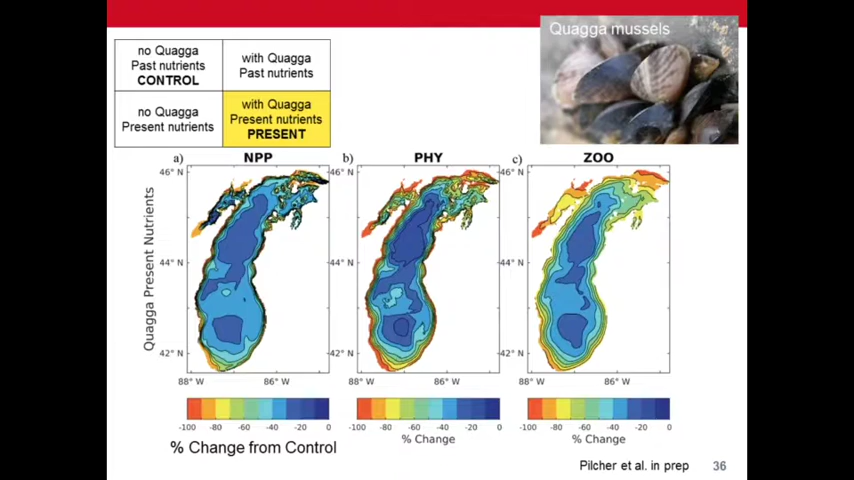 Quagga mussels
no Quagga
Past nutrients
CONTROL
with Quagga
Past nutrients
no Quagga
Present nutrients
with Quagga
Present nutrients
PRESENT
a) NPP
b) PHY
c) ZOO
Quagga Present Nutrients
46° N
44° N
42° N
88° W
86° W
46° N
44° N
42° N
88° W
86° W
46° N
44° N
42° N
88° W
86° W
-100 -80 -60 -40 -20 0
-100 -80 -60 -40 -20 0
-100 -80 -60 -40 -20 0
% Change from Control
% Change
% Change
Pilcher et al. in prep
36